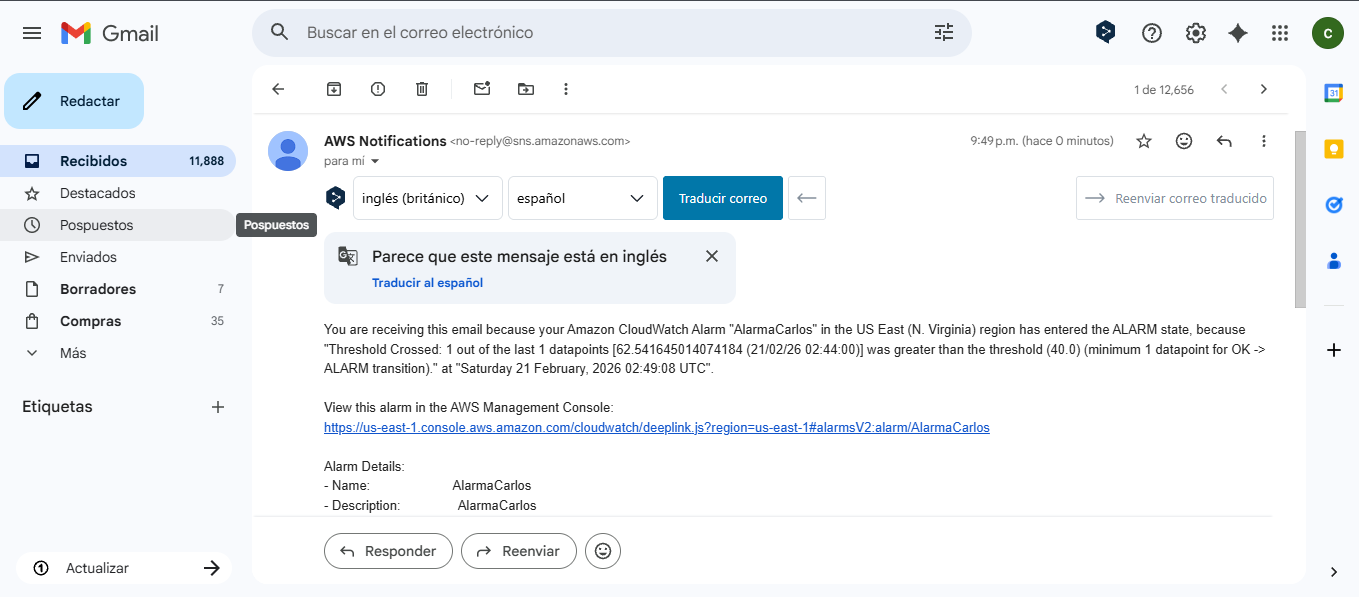 Gmail
Buscar en el correo electrónico
C
Redactar
Recibidos 11,888
Destacados
Pospuestos
Pospuestos
Enviados
Borradores 7
Compras 35
Más
Etiquetas
1 Actualizar
1 de 12,656
AWS Notifications <no-reply@sns.amazonaws.com>
9:49 p.m. (hace 0 minutos)
para mí
inglés (británico) español Traducir correo Reenviar correo traducido
Parece que este mensaje está en inglés
Traducir al español
You are receiving this email because your Amazon CloudWatch Alarm "AlarmaCarlos" in the US East (N. Virginia) region has entered the ALARM state, because
"Threshold Crossed: 1 out of the last 1 datapoints [62.541645014074184 (21/02/26 02:44:00)] was greater than the threshold (40.0) (minimum 1 datapoint for OK ->
ALARM transition)." at "Saturday 21 February, 2026 02:49:08 UTC".
View this alarm in the AWS Management Console:
https://us-east-1.console.aws.amazon.com/cloudwatch/deeplink.js?region=us-east-1#alarmsV2:alarm/AlarmaCarlos
Alarm Details:
- Name: AlarmaCarlos
- Description: AlarmaCarlos
Responder Reenviar
31